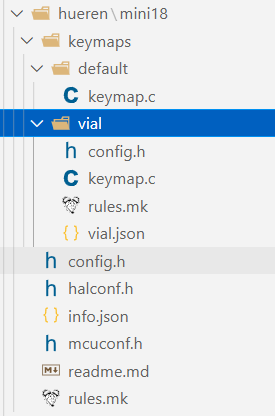 hueren\mini18
keymaps
default
C keymap.c
vial
h config.h
C keymap.c
rules.mk
{} vial.json
h config.h
h halconf.h
{} info.json
h mcuconf.h
M readme.md
rules.mk